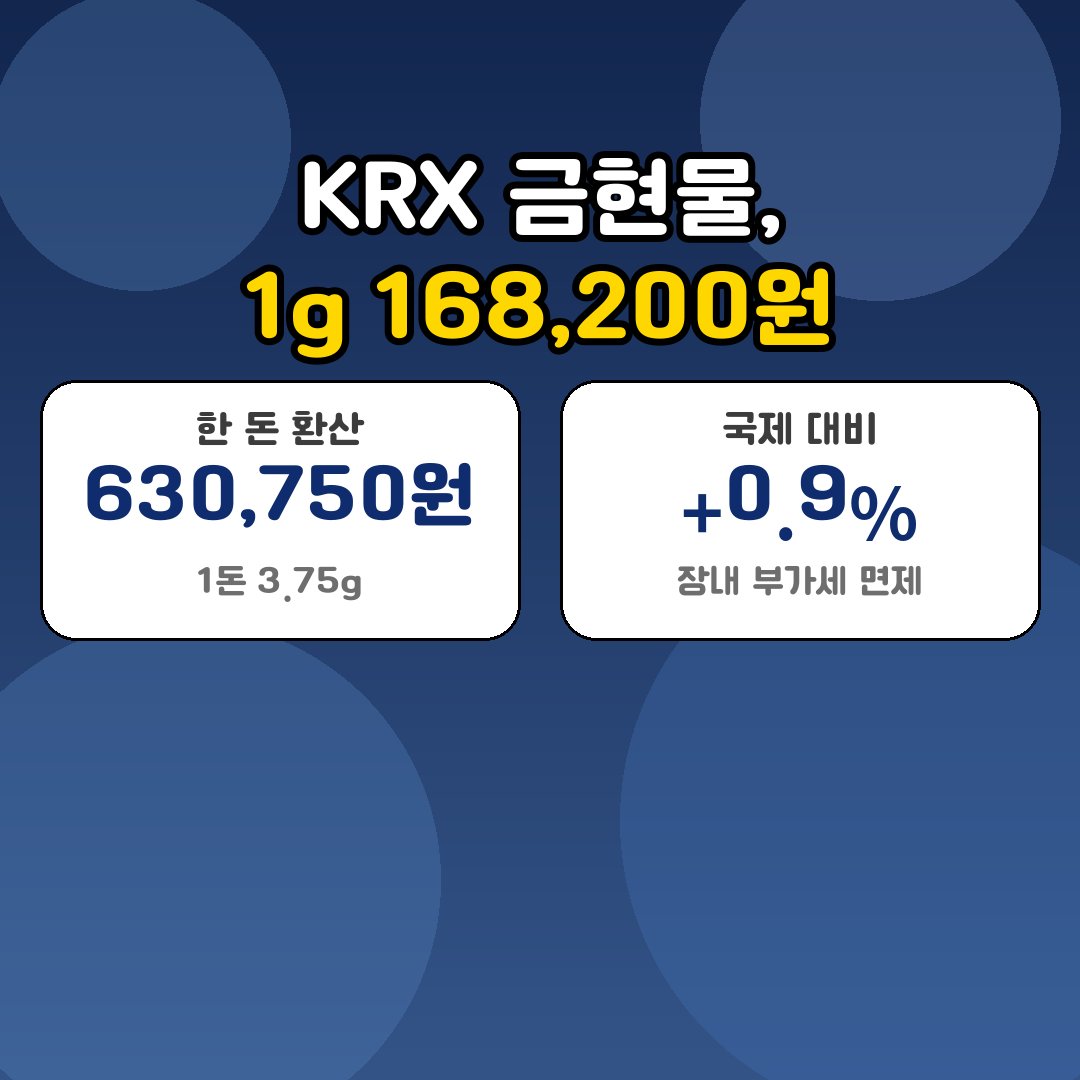 KRX 금현물,
1g 168,200원
한 돈 환산
630,750원
1돈 3.75g
국제 대비
+0.9%
장내 부가세 면제